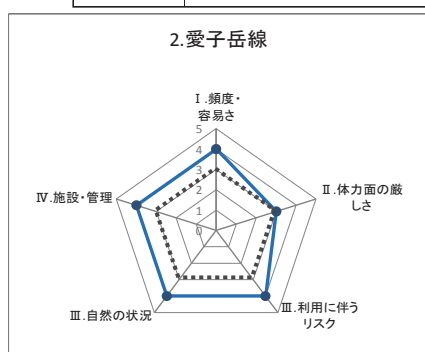 2.愛子岳線
Ⅰ.頻度・
容易さ
5
4
3
2
1
0
Ⅱ.体力面の厳
しさ
Ⅳ.施設・管理
Ⅲ.自然の状況
Ⅲ.利用に伴う
リスク